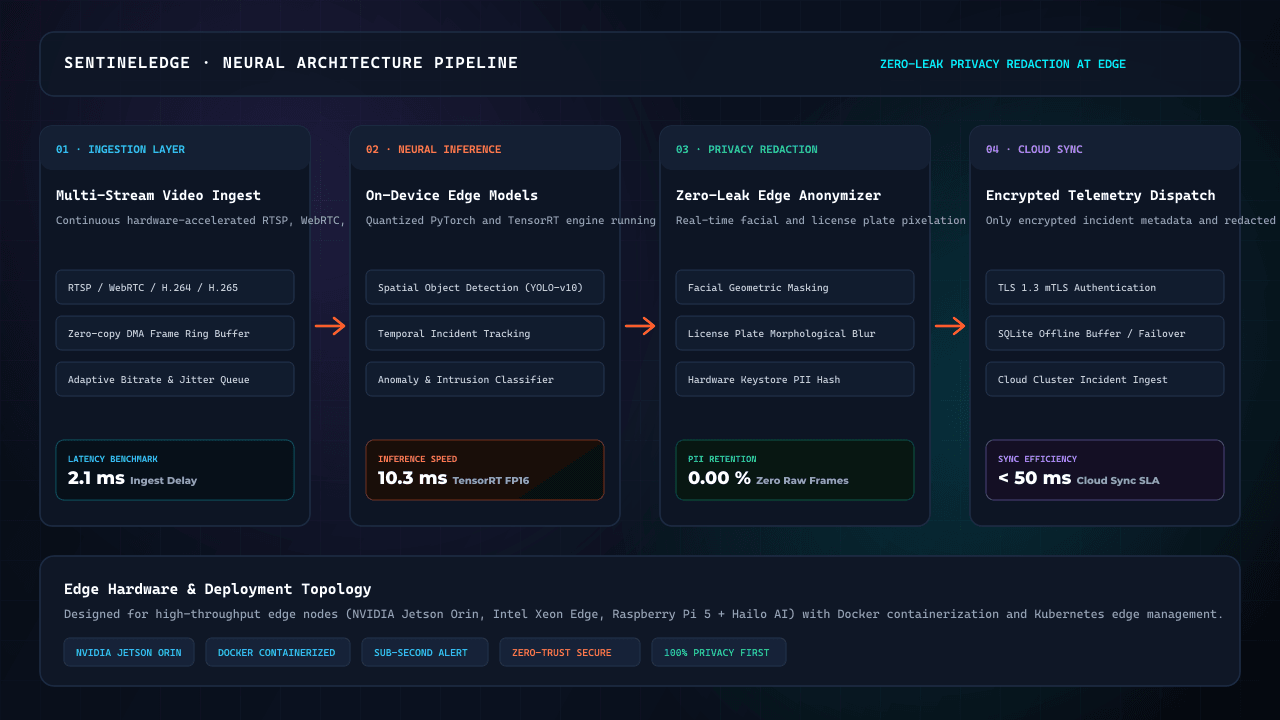 SENTINELEDGE · NEURAL ARCHITECTURE PIPELINE
ZERO-LEAK PRIVACY REDACTION AT EDGE
01 · INGESTION LAYER
Multi-Stream Video Ingest
Continuous hardware-accelerated RTSP, WebRTC,
RTSP / WebRTC / H.264 / H.265
Zero-copy DMA Frame Ring Buffer
Adaptive Bitrate & Jitter Queue
LATENCY BENCHMARK
2.1 ms Ingest Delay
02 · NEURAL INFERENCE
On-Device Edge Models
Quantized PyTorch and TensorRT engine running
Spatial Object Detection (YOLO-v10)
Temporal Incident Tracking
Anomaly & Intrusion Classifier
INFERENCE SPEED
10.3 ms TensorRT FP16
03 · PRIVACY REDACTION
Zero-Leak Edge Anonymizer
Real-time facial and license plate pixelation
Facial Geometric Masking
License Plate Morphological Blur
Hardware Keystore PII Hash
PII RETENTION
0.00 % Zero Raw Frames
04 · CLOUD SYNC
Encrypted Telemetry Dispatch
Only encrypted incident metadata and redacted
TLS 1.3 mTLS Authentication
SQLite Offline Buffer / Failover
Cloud Cluster Incident Ingest
SYNC EFFICIENCY
< 50 ms Cloud Sync SLA
Edge Hardware & Deployment Topology
Designed for high-throughput edge nodes (NVIDIA Jetson Orin, Intel Xeon Edge, Raspberry Pi 5 + Hailo AI) with Docker containerization and Kubernetes edge management.
NVIDIA JETSON ORIN
DOCKER CONTAINERIZED
SUB-SECOND ALERT
ZERO-TRUST SECURE
100% PRIVACY FIRST